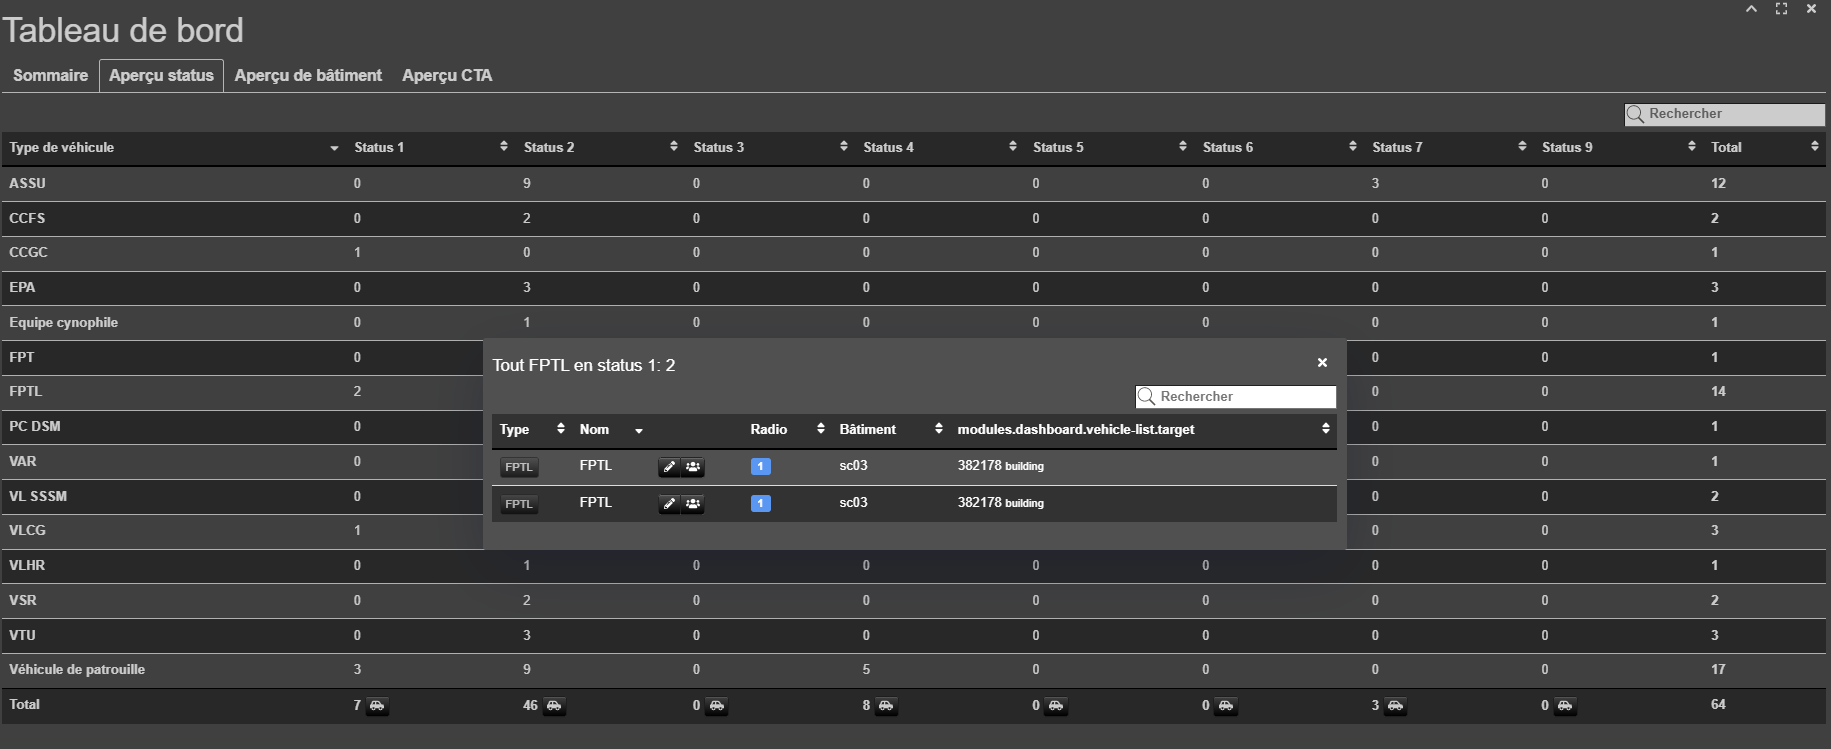 Tableau de bord
Sommaire Aperçu status Aperçu de bâtiment Aperçu CTA
Rechercher
Type de véhicule Status 1 Status 2 Status 3 Status 4 Status 5 Status 6 Status 7 Status 9 Total
ASSU 0 9 0 0 0 0 3 0 12
CCFS 0 2 0 0 0 0 0 0 2
CCGC 1 0 0 0 0 0 0 0 1
EPA 0 3 0 0 0 0 0 0 3
Equipe cynophile 0 1 0 0 0 0 0 0 1
FPT 0 0 0 1
FPTL 2 0 0 14
PC DSM 0 0 0 1
VAR 0 0 0 1
VL SSSM 0 0 0 2
VLCG 1 0 0 3
Tout FPTL en status 1: 2
Rechercher
Type Nom Radio Bâtiment modules.dashboard.vehicle-list.target
FPTL FPTL 1 sc03 382178 building
FPTL FPTL 1 sc03 382178 building
VLHR 0 1 0 0 0 0 0 0 1
VSR 0 2 0 0 0 0 0 0 2
VTU 0 3 0 0 0 0 0 0 3
Véhicule de patrouille 3 9 0 5 0 0 0 0 17
Total 7 46 0 8 0 0 3 0 64